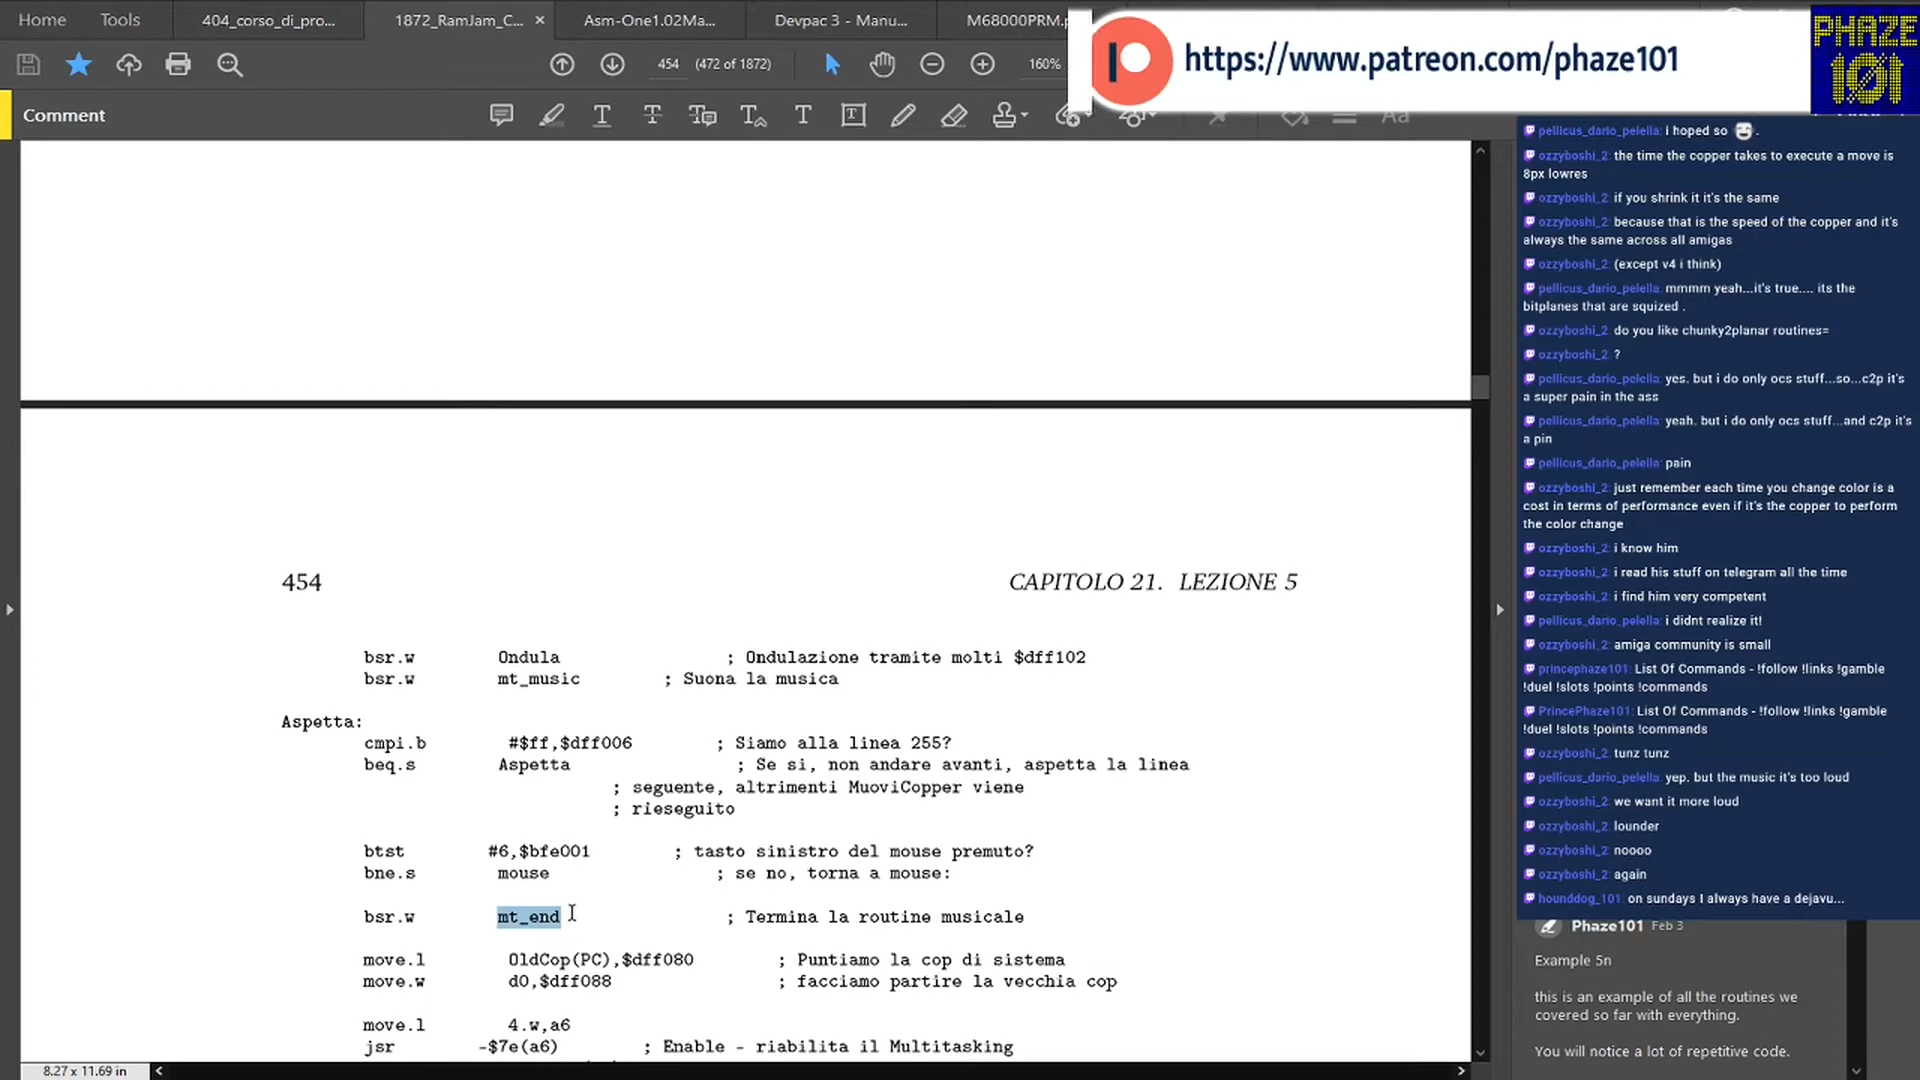 Home
Tools
404_corso_di_pro...
1872_RamJam_C...
Asm-One1.02Ma...
Devpac 3 - Manu...
M68000PRM.p
454 (472 of 1872)
160%
https://www.patreon.com/phaze101
PHAZE
101
Comment
454
CAPITOLO 21. LEZIONE 5
bsr.w Ondula ; Ondulazione tramite molti $dff102
bsr.w mt_music ; Suona la musica
Aspetta:
cmpi.b #$ff,$dff006 ; Siamo alla linea 255?
beq.s Aspetta ; Se si, non andare avanti, aspetta la linea
; seguente, altrimenti MuoviCopper viene
; rieseguito
btst #6,$bfe001 ; tasto sinistro del mouse premuto?
bne.s mouse ; se no, torna a mouse:
bsr.w mt_end ; Termina la routine musicale
move.l OldCop(PC),$dff080 ; Puntiamo la cop di sistema
move.w d0,$dff088 ; facciamo partire la vecchia cop
move.l 4.w,a6
jsr -$7e(a6) ; Enable - riabilita il Multitasking
8.27 x 11.69 in
pellicus_dario_pelella: i hoped so 😀.
ozzyboshi_2: the time the copper takes to execute a move is
8px lowres
ozzyboshi_2: if you shrink it it's the same
ozzyboshi_2: because that is the speed of the copper and it's
always the same across all amigas
ozzyboshi_2: (except v4 i think)
pellicus_dario_pelella: mmmm yeah...it's true.... its the
bitplanes that are squized .
ozzyboshi_2: do you like chunky2planar routines=
ozzyboshi_2: ?
pellicus_dario_pelella: yes. but i do only ocs stuff...so...c2p it's
a super pain in the ass
pellicus_dario_pelella: yeah. but i do only ocs stuff...and c2p it's
a pin
pellicus_dario_pelella: pain
ozzyboshi_2: just remember each time you change color is a
cost in terms of performance even if it's the copper to perform
the color change
ozzyboshi_2: i know him
ozzyboshi_2: i read his stuff on telegram all the time
ozzyboshi_2: i find him very competent
pellicus_dario_pelella: i didnt realize it!
ozzyboshi_2: amiga community is small
princephaze101: List Of Commands - !follow !links !gamble
!duel !slots !points !commands
PrincePhaze101: List Of Commands - !follow !links !gamble
!duel !slots !points !commands
ozzyboshi_2: tunz tunz
pellicus_dario_pelella: yep. but the music it's too loud
ozzyboshi_2: we want it more loud
ozzyboshi_2: lounder
ozzyboshi_2: noooo
ozzyboshi_2: again
hounddog_101: on sundays I always have a dejavu...
Phaze101 Feb 3
Example 5n
this is an example of all the routines we
covered so far with everything.
You will notice a lot of repetitive code.